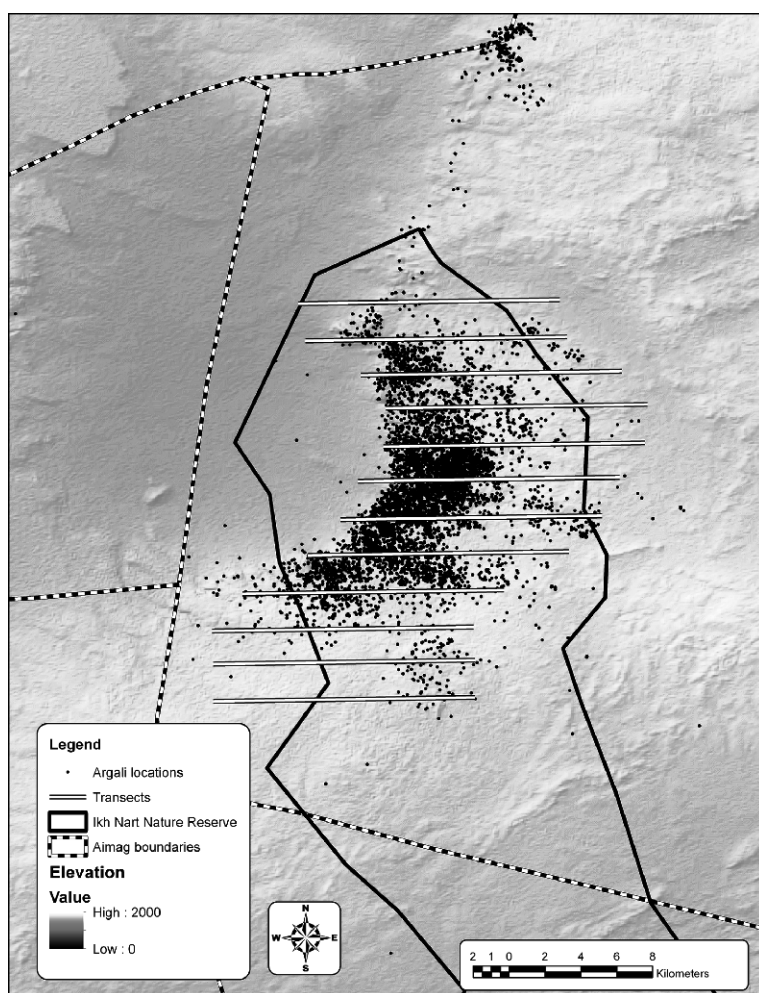 Legend
Argali locations
Transects
Ikh Nart Nature Reserve
Aimag boundaries
Elevation
Value
High : 2000
Low : 0
N
W E
S
2 1 0 2 4 6 8
Kilometers